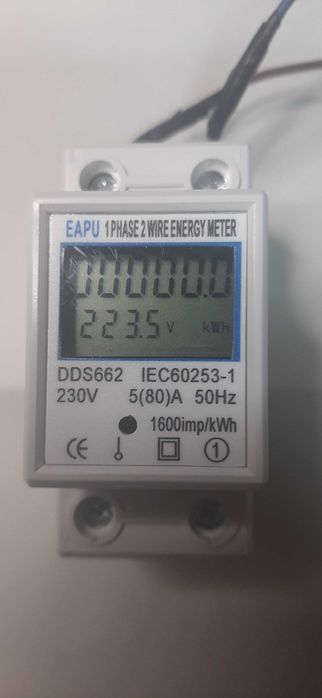 EAPU 1 PHASE 2 WIRE ENERGY METER
00000.0
223.5 V kWh
DDS662 IEC60253-1
230V 5(80)A 50Hz
1600imp/kWh
CE 1